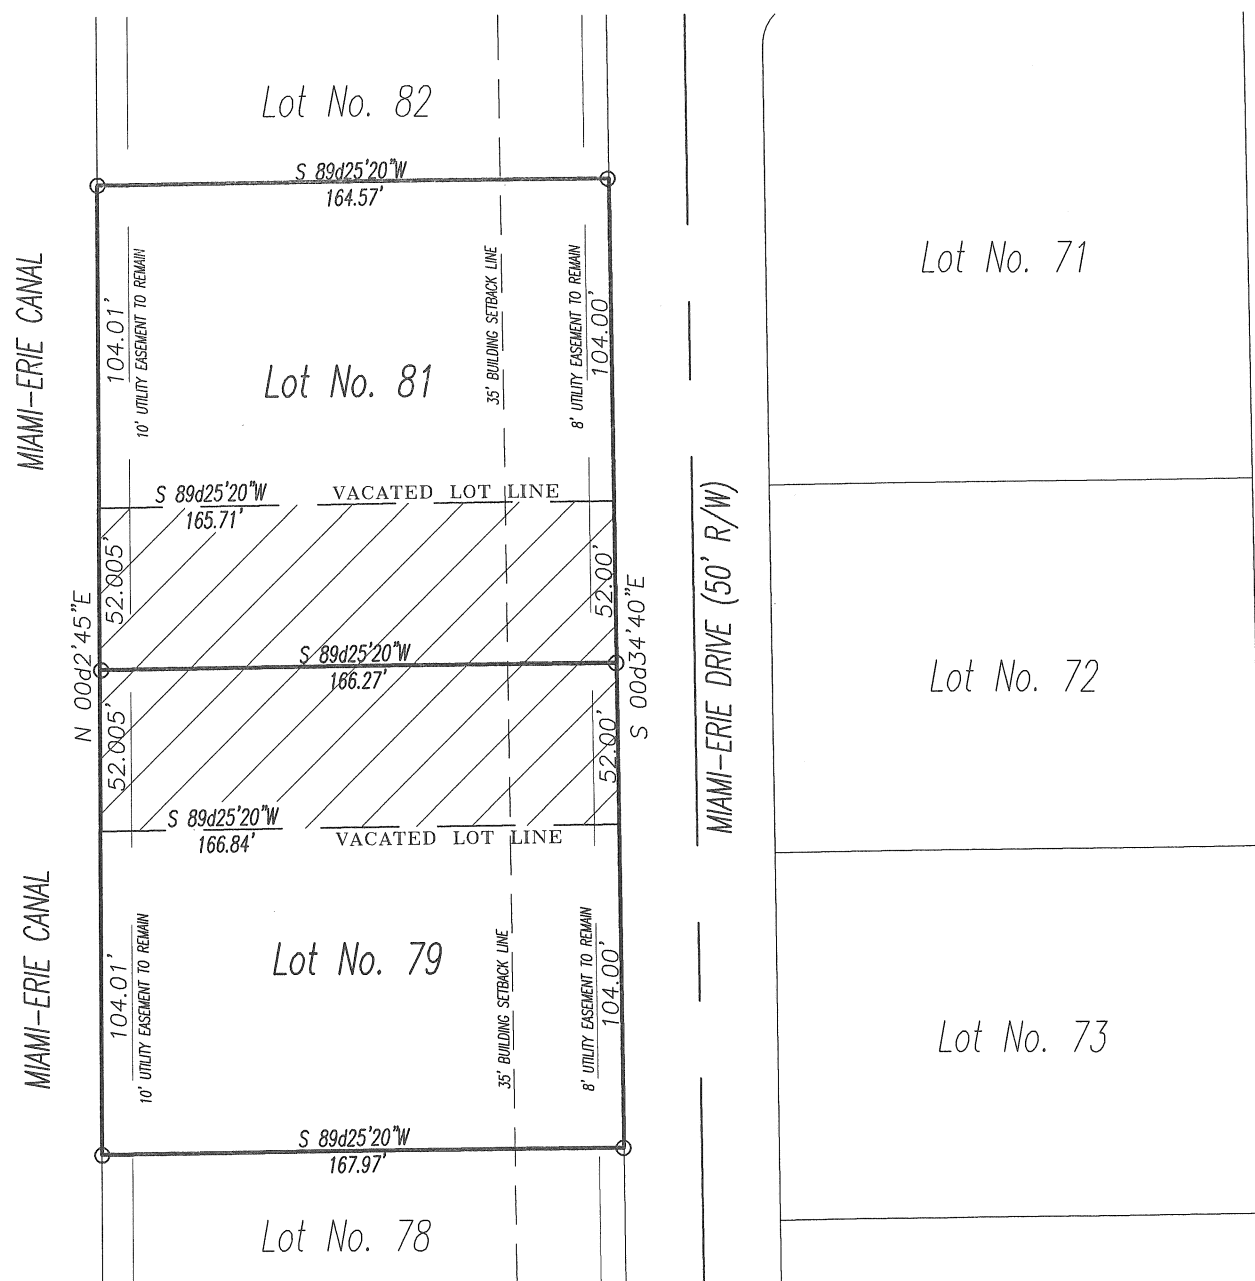 Lot No. 82
S 89d25'20"W
164.57'
MIAMI-ERIE CANAL
104.01'
10' UTILITY EASEMENT TO REMAIN
Lot No. 81
35' BUILDING SETBACK LINE
8' UTILITY EASEMENT TO REMAIN
104.00'
Lot No. 71
S 89d25'20"W
VACATED LOT LINE
165.71'
52.005'
52.00'
N 00d2'45"E
S 89d25'20"W
166.27'
S 00d34'40"E
MIAMI-ERIE DRIVE (50' R/W)
Lot No. 72
52.005'
52.00'
S 89d25'20"W
166.84'
VACATED LOT LINE
MIAMI-ERIE CANAL
104.01'
10' UTILITY EASEMENT TO REMAIN
Lot No. 79
35' BUILDING SETBACK LINE
8' UTILITY EASEMENT TO REMAIN
104.00'
Lot No. 73
S 89d25'20"W
167.97'
Lot No. 78